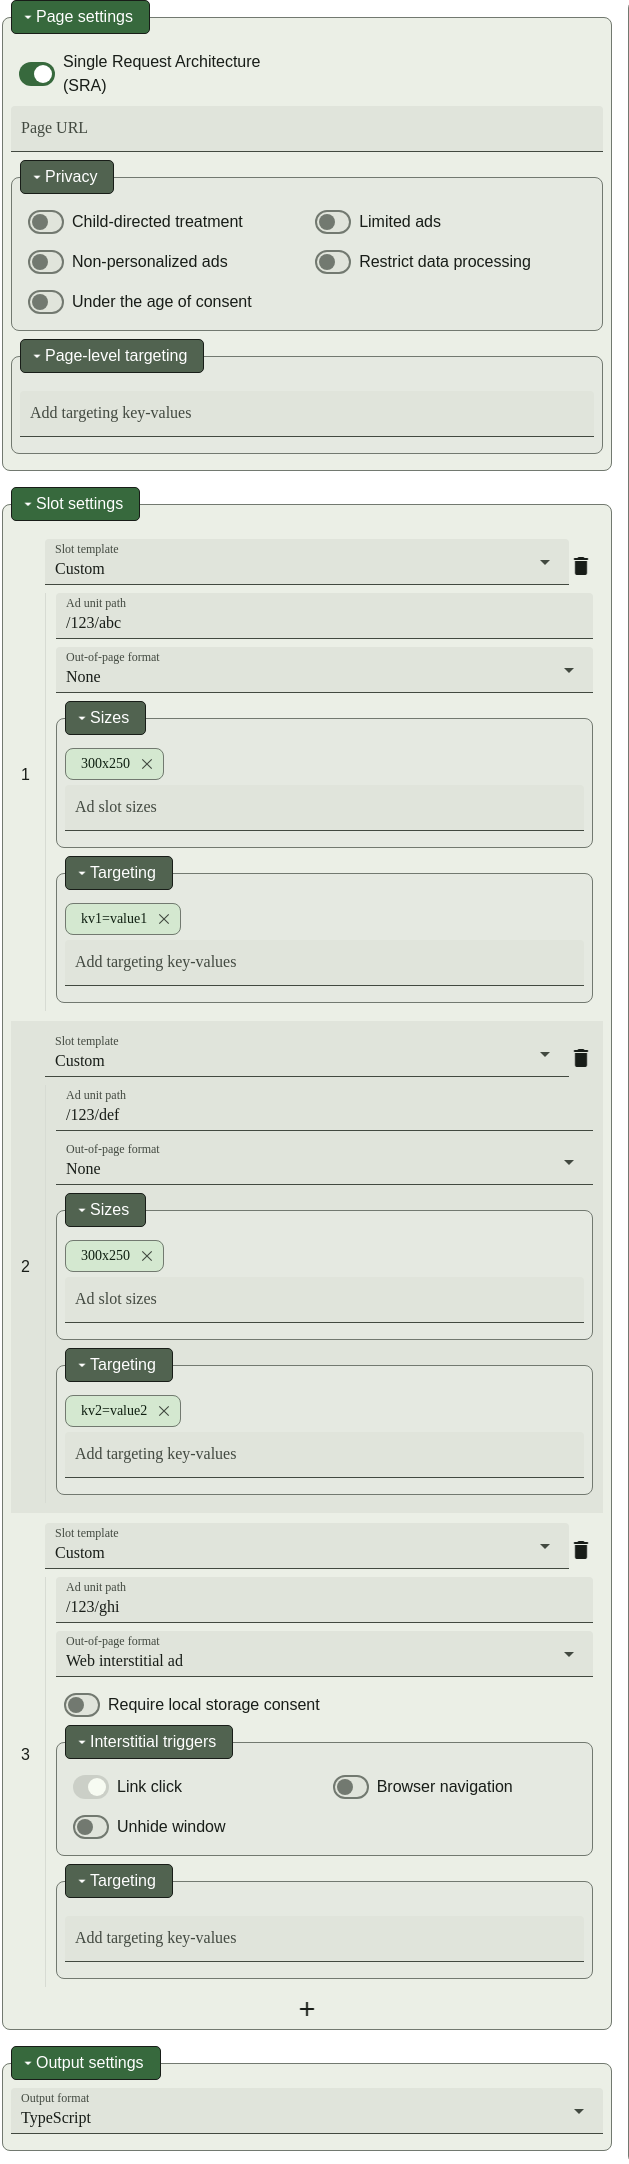 Page settings
Single Request Architecture
(SRA)
Page URL
Privacy
Child-directed treatment
Limited ads
Non-personalized ads
Restrict data processing
Under the age of consent
Page-level targeting
Add targeting key-values
Slot settings
1
Slot template
Custom
Ad unit path
/123/abc
Out-of-page format
None
Sizes
300x250
Ad slot sizes
Targeting
kv1=value1
Add targeting key-values
2
Slot template
Custom
Ad unit path
/123/def
Out-of-page format
None
Sizes
300x250
Ad slot sizes
Targeting
kv2=value2
Add targeting key-values
3
Slot template
Custom
Ad unit path
/123/ghi
Out-of-page format
Web interstitial ad
Require local storage consent
Interstitial triggers
Link click
Browser navigation
Unhide window
Targeting
Add targeting key-values
+
Output settings
Output format
TypeScript